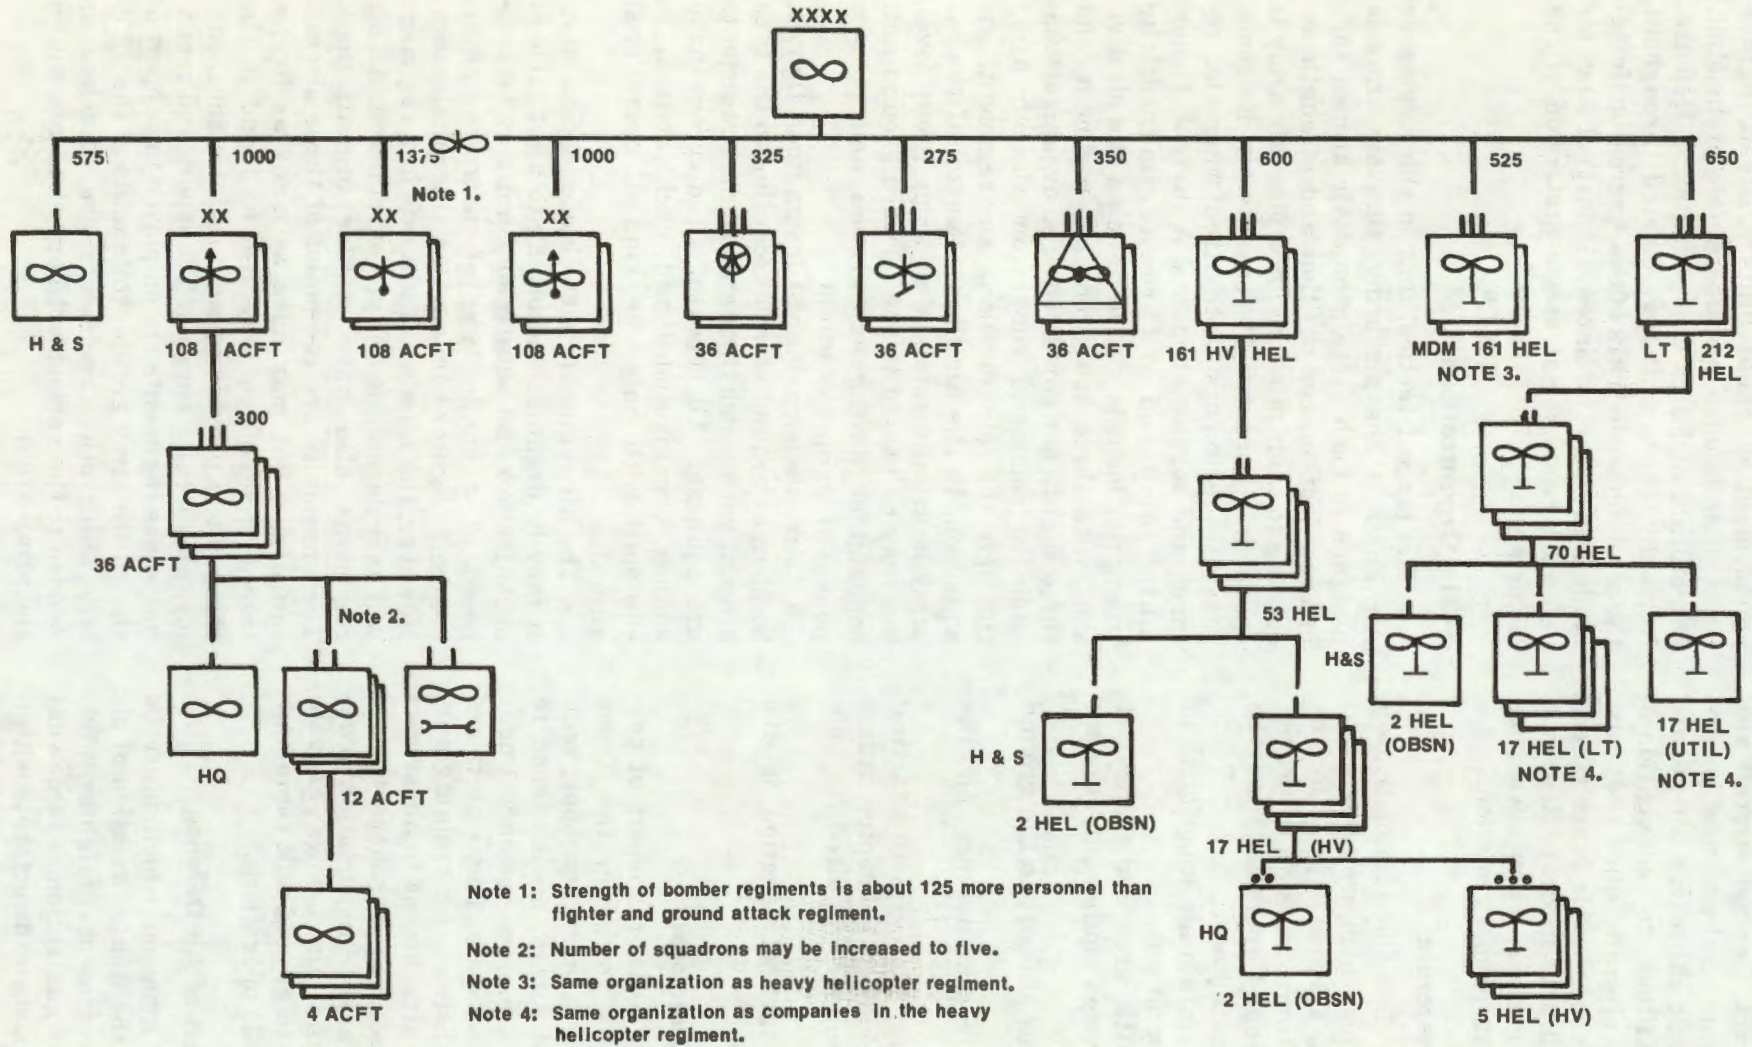 XXXX
575
1000
1375
1000
325
275
350
600
525
650
Note 1.
XX
XX
XX
H & S
108 ACFT
108 ACFT
108 ACFT
36 ACFT
36 ACFT
36 ACFT
161 HV HEL
MDM 161 HEL
NOTE 3.
LT 212
HEL
300
36 ACFT
70 HEL
53 HEL
Note 2.
HQ
12 ACFT
4 ACFT
H & S
2 HEL (OBSN)
17 HEL (HV)
H&S
2 HEL
(OBSN)
17 HEL (LT)
NOTE 4.
17 HEL
(UTIL)
NOTE 4.
HQ
2 HEL (OBSN)
5 HEL (HV)
Note 1: Strength of bomber regiments is about 125 more personnel than
fighter and ground attack regiment.
Note 2: Number of squadrons may be increased to five.
Note 3: Same organization as heavy helicopter regiment.
Note 4: Same organization as companies in the heavy
helicopter regiment.